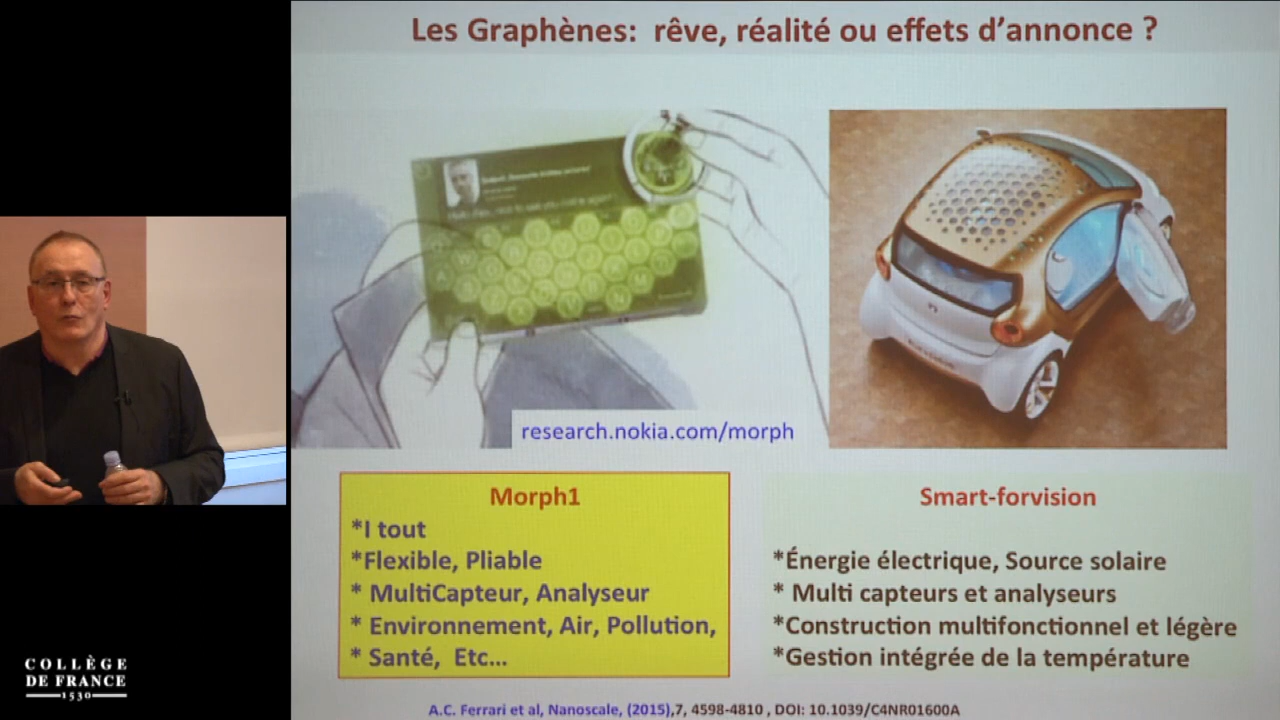 Les Graphènes: rêve, réalité ou effets d'annonce ?
research.nokia.com/morph
Morph1
*I tout
*Flexible, Pliable
* MultiCapteur, Analyseur
* Environnement, Air, Pollution,
* Santé, Etc...
Smart-forvision
*Énergie électrique, Source solaire
* Multi capteurs et analyseurs
*Construction multifonctionnel et légère
*Gestion intégrée de la température
A.C. Ferrari et al, Nanoscale, (2015),7, 4598-4810 , DOI: 10.1039/C4NR01600A
COLLÈGE
DE FRANCE
1530